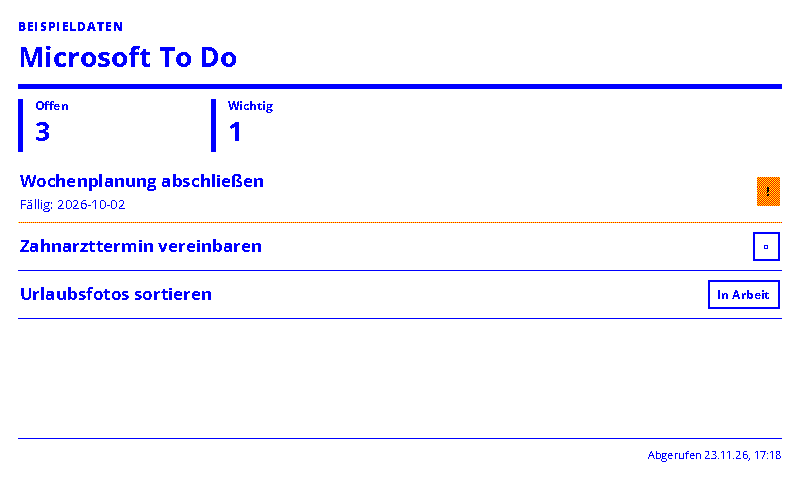 BEISPIELDATEN
Microsoft To Do
Offen
3
Wichtig
1
Wochenplanung abschließen
!
Fällig: 2026-10-02
Zahnarzttermin vereinbaren
Urlaubsfotos sortieren
In Arbeit
Abgerufen 23.11.26, 17:18